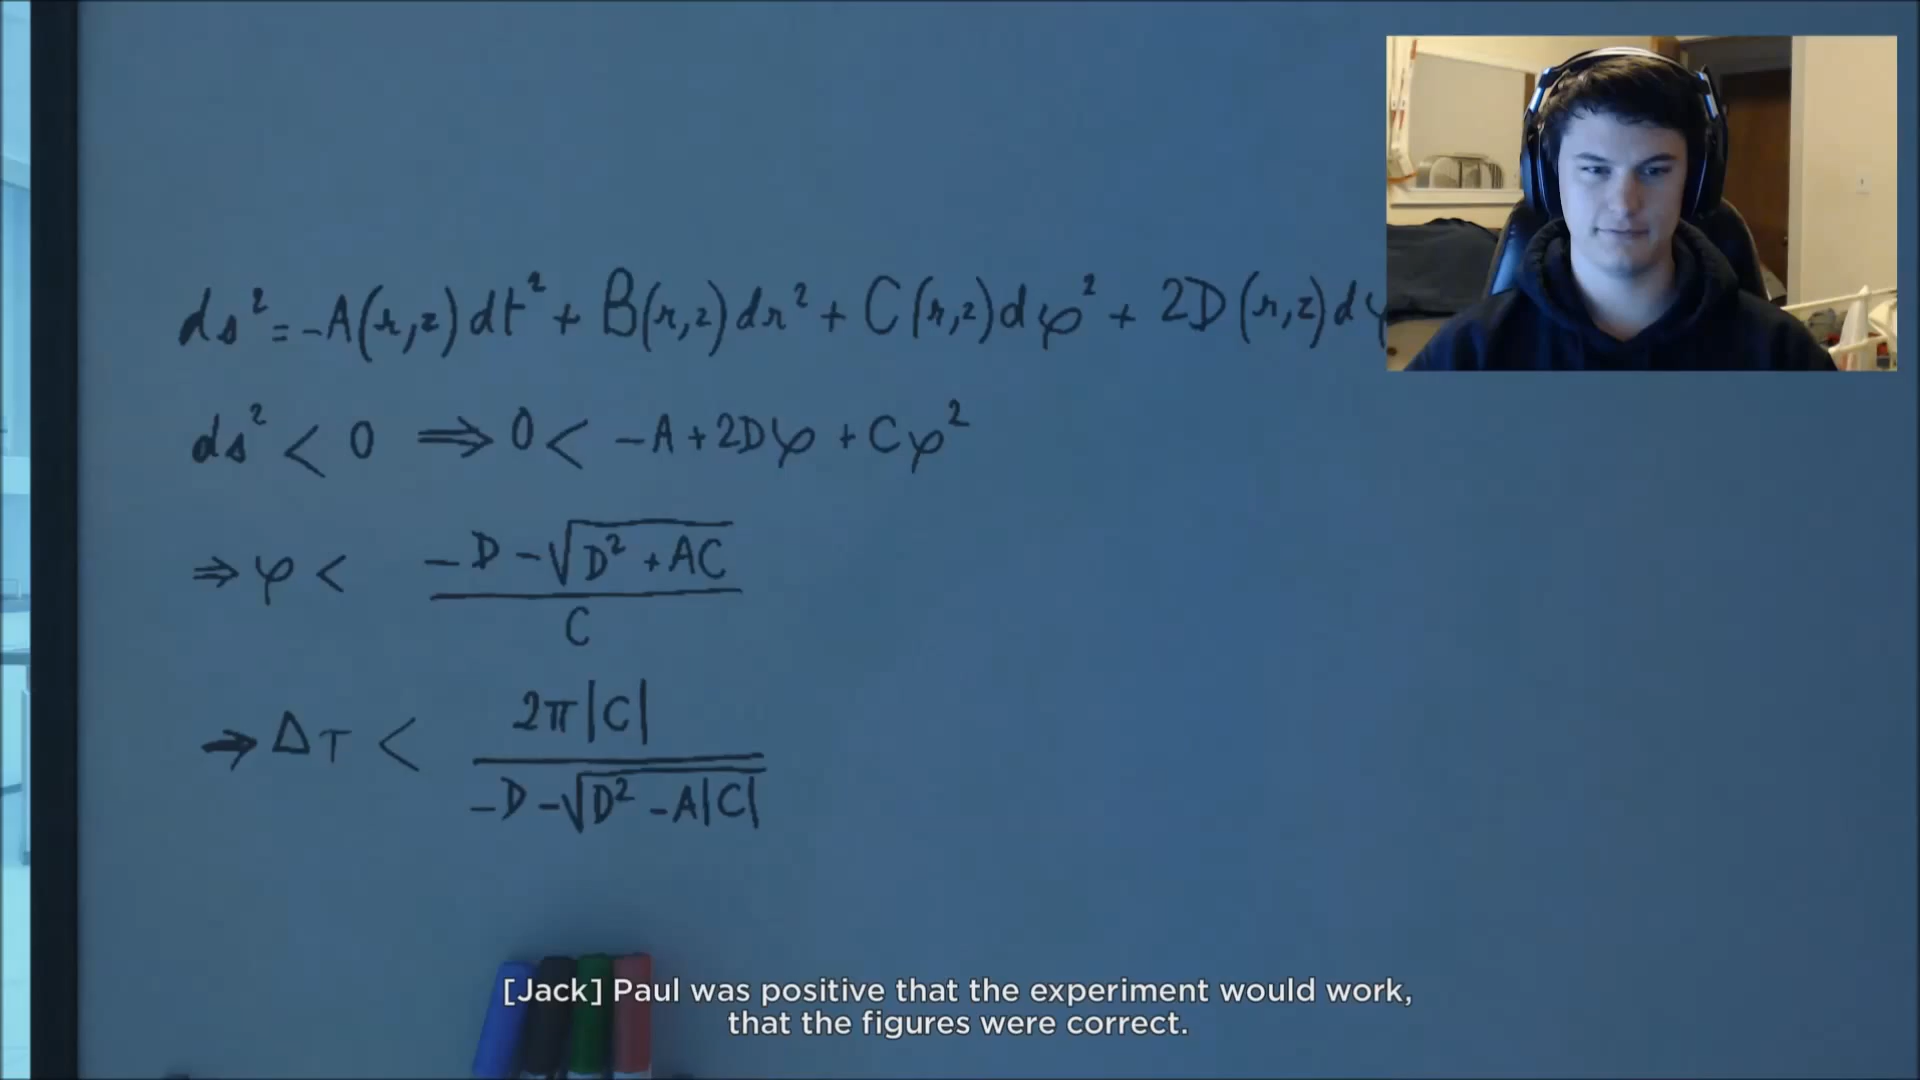 ds² = -A(r,z)dt² + B(r,z)dr² + C(r,z)dφ² + 2D(r,z)dφ
ds² < 0 ⇒ 0 < -A + 2Dφ + Cφ²
⇒ φ < (-D - √(D² + AC)) / C
⇒ ΔT < 2π|C| / (-D - √(D² - A|C|))
[Jack] Paul was positive that the experiment would work,
that the figures were correct.